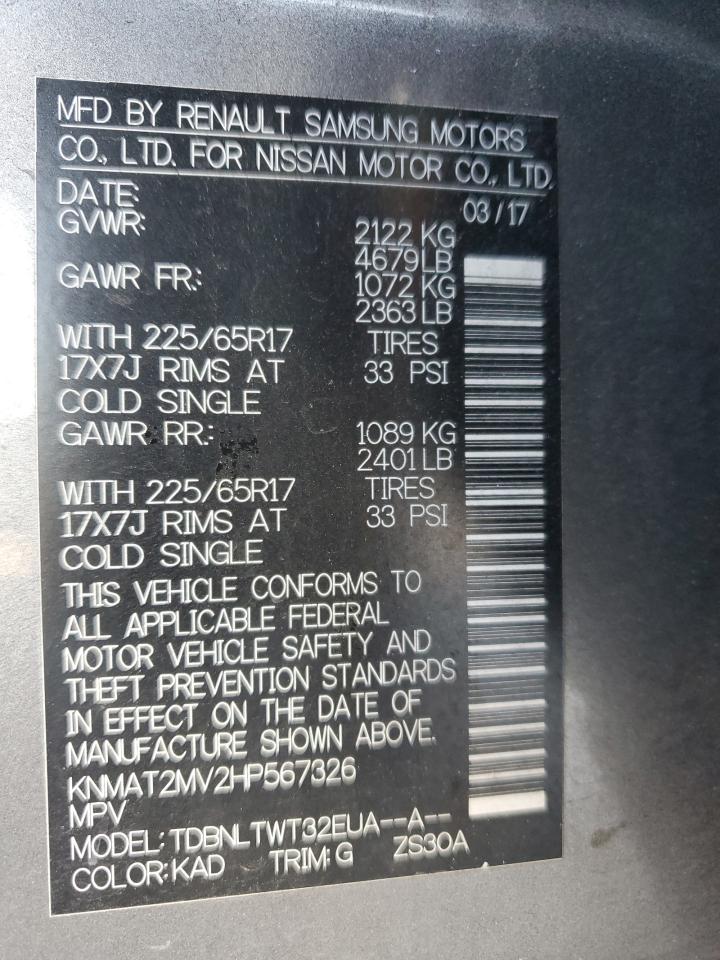 MFD BY RENAULT SAMSUNG MOTORS
CO., LTD. FOR NISSAN MOTOR CO., LTD.
DATE: 03/17
GVWR: 2122 KG
4679 LB
GAWR FR.: 1072 KG
2363 LB
WITH 225/65R17 TIRES
17X7J RIMS AT 33 PSI
COLD SINGLE
GAWR RR.: 1089 KG
2401 LB
WITH 225/65R17 TIRES
17X7J RIMS AT 33 PSI
COLD SINGLE
THIS VEHICLE CONFORMS TO
ALL APPLICABLE FEDERAL
MOTOR VEHICLE SAFETY AND
THEFT PREVENTION STANDARDS
IN EFFECT ON THE DATE OF
MANUFACTURE SHOWN ABOVE.
KNMAT2MV2HP567326
MPV
MODEL: TDBNLTWT32EUA--A--
COLOR: KAD TRIM: G ZS30A